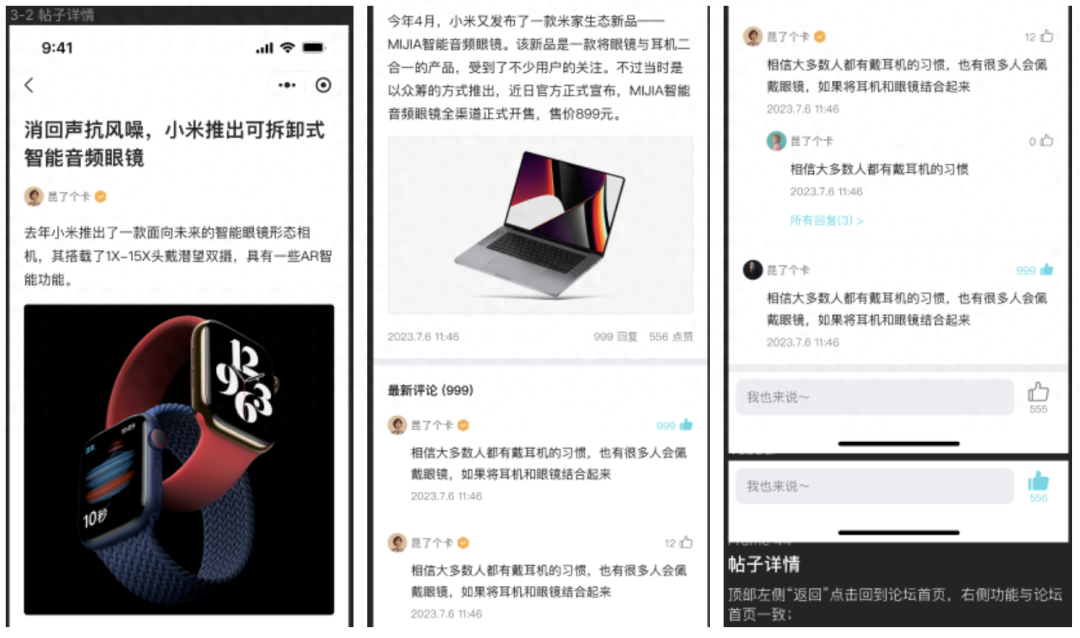 3-2 帖子详情
9:41
消回声抗风噪，小米推出可拆卸式
智能音频眼镜
昆了个卡
去年小米推出了一款面向未来的智能眼镜形态相
机，其搭载了1X-15X头戴潜望双摄，具有一些AR智
能功能。
12
9 3
6
10:09
10秒
今年4月，小米又发布了一款米家生态新品——
MIJIA智能音频眼镜。该新品是一款将眼镜与耳机二
合一的产品，受到了不少用户的关注。不过当时是
以众筹的方式推出，近日官方正式宣布，MIJIA智能
音频眼镜全渠道正式开售，售价899元。
2023.7.6 11:46 999 回复 556 点赞
最新评论 (999)
昆了个卡 999
相信大多数人都有戴耳机的习惯，也有很多人会佩
戴眼镜，如果将耳机和眼镜结合起来
2023.7.6 11:46
昆了个卡 12
相信大多数人都有戴耳机的习惯，也有很多人会佩
戴眼镜，如果将耳机和眼镜结合起来
2023.7.6 11:46
昆了个卡 12
相信大多数人都有戴耳机的习惯，也有很多人会佩
戴眼镜，如果将耳机和眼镜结合起来
2023.7.6 11:46
昆了个卡 0
相信大多数人都有戴耳机的习惯
2023.7.6 11:46
所有回复(3) >
昆了个卡 999
相信大多数人都有戴耳机的习惯，也有很多人会佩
戴眼镜，如果将耳机和眼镜结合起来
2023.7.6 11:46
我也来说～ 555
我也来说～ 556
帖子详情
顶部左侧“返回”点击回到论坛首页，右侧功能与论坛
首页一致；